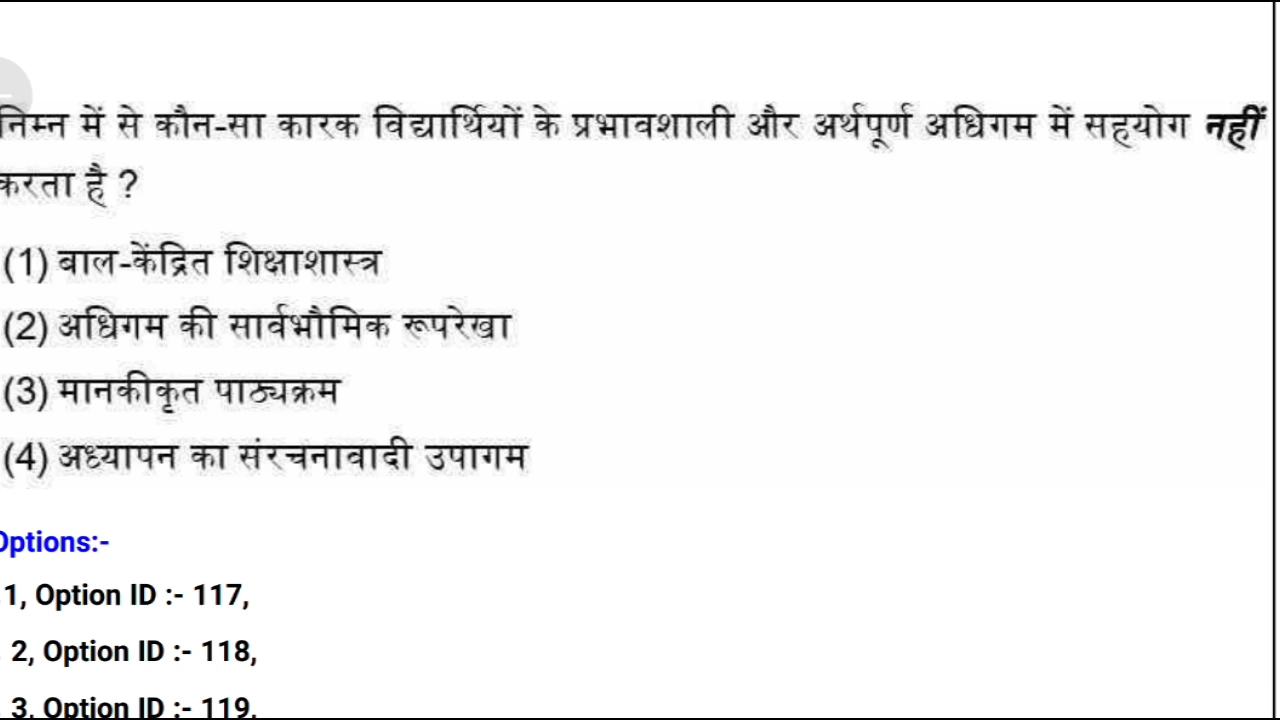 निम्न में से कौन-सा कारक विद्यार्थियों के प्रभावशाली और अर्थपूर्ण अधिगम में सहयोग नहीं
करता है ?
(1) बाल-केंद्रित शिक्षाशास्त्र
(2) अधिगम की सार्वभौमिक रूपरेखा
(3) मानकीकृत पाठ्यक्रम
(4) अध्यापन का संरचनावादी उपागम
Options:-
1, Option ID :- 117,
2, Option ID :- 118,
3, Option ID :- 119,